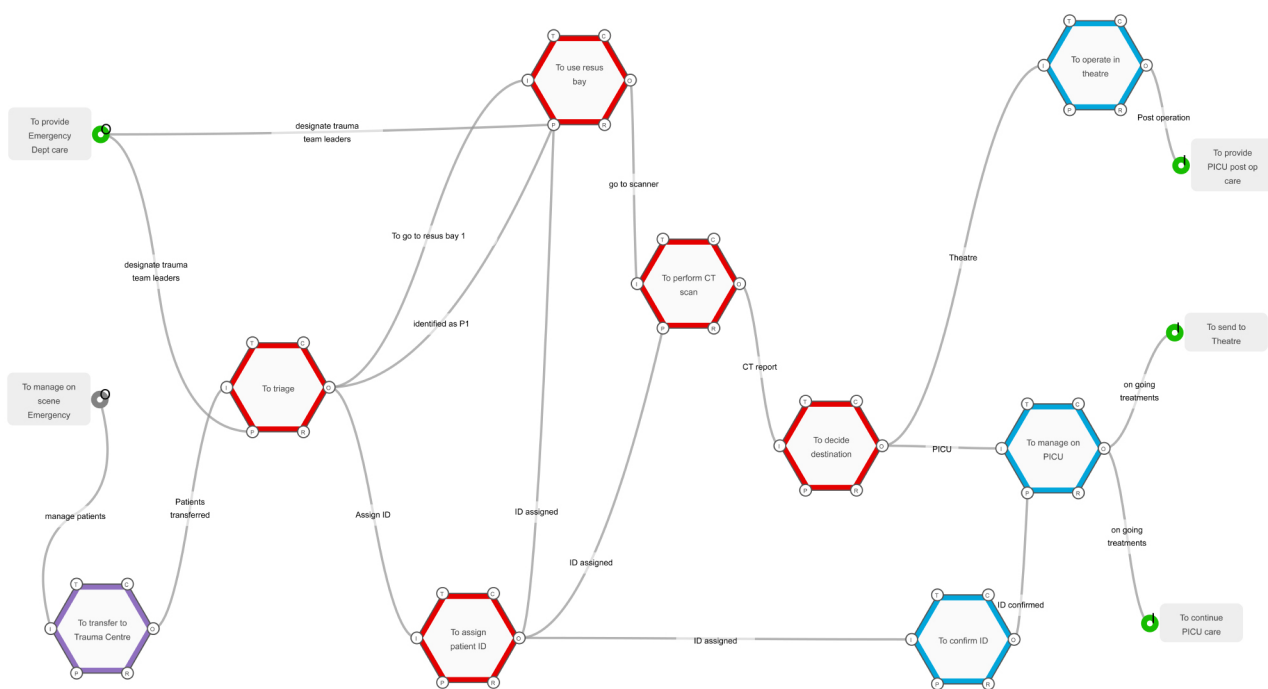 T
C
To use resus
bay
I
O
P
R
T
C
To operate in
theatre
I
O
P
R
Post operation
To provide
Emergency
Dept care
O
designate trauma
team leaders
I
To provide
PICU post op
care
go to scanner
To go to resus bay 1
T
C
To perform CT
scan
I
O
P
R
designate trauma
team leaders
Theatre
identified as P1
I
To send to
Theatre
T
C
To triage
I
O
P
R
CT report
To manage on
scene
Emergency
O
on going
treatments
T
C
To decide
destination
I
O
P
R
PICU
T
C
To manage on
PICU
I
O
P
R
manage patients
Patients
transferred
Assign ID
ID assigned
ID assigned
on going
treatments
T
C
To transfer to
Trauma Centre
I
O
P
R
T
C
To assign
patient ID
I
O
P
R
ID assigned
T
C
To confirm ID
I
O
P
R
ID confirmed
I
To continue
PICU care